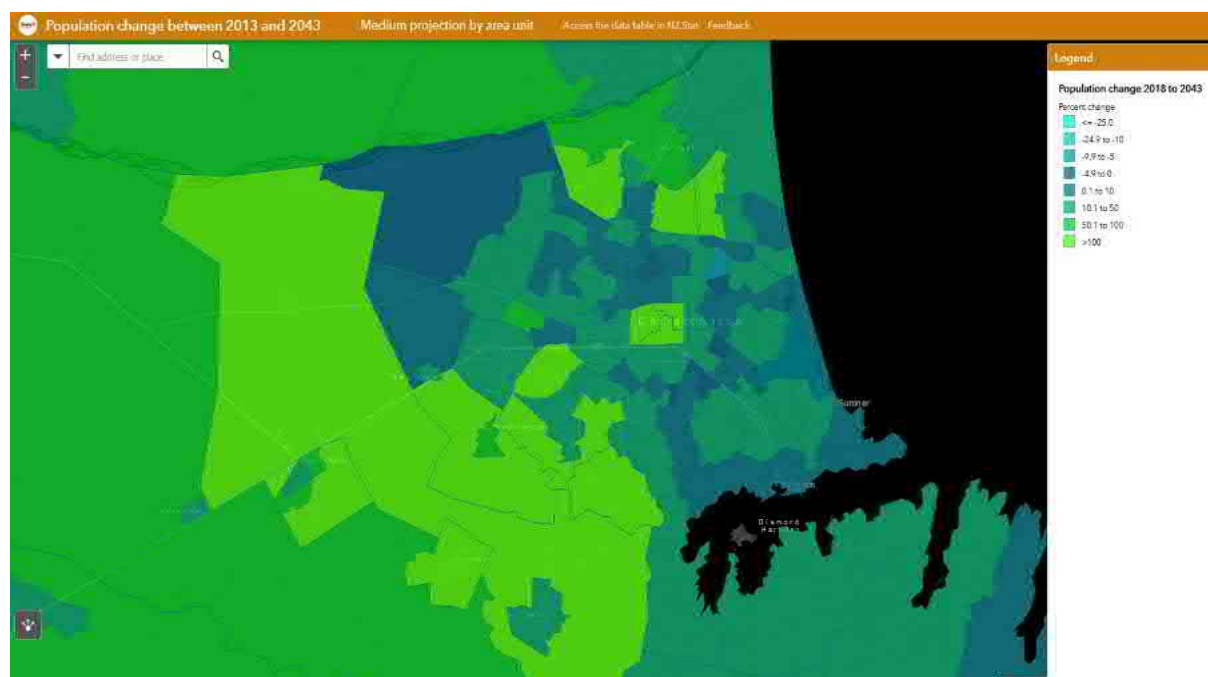 Population change between 2013 and 2043
Medium projection by area unit
Access the data table in NZ.Stat
Feedback
+
−
Find address or place
Legend
Population change 2018 to 2043
Percent change
<= -25.0
-24.9 to -10
-9.9 to -5
-4.9 to 0
0.1 to 10
10.1 to 50
50.1 to 100
>100
Sumner
Diamond